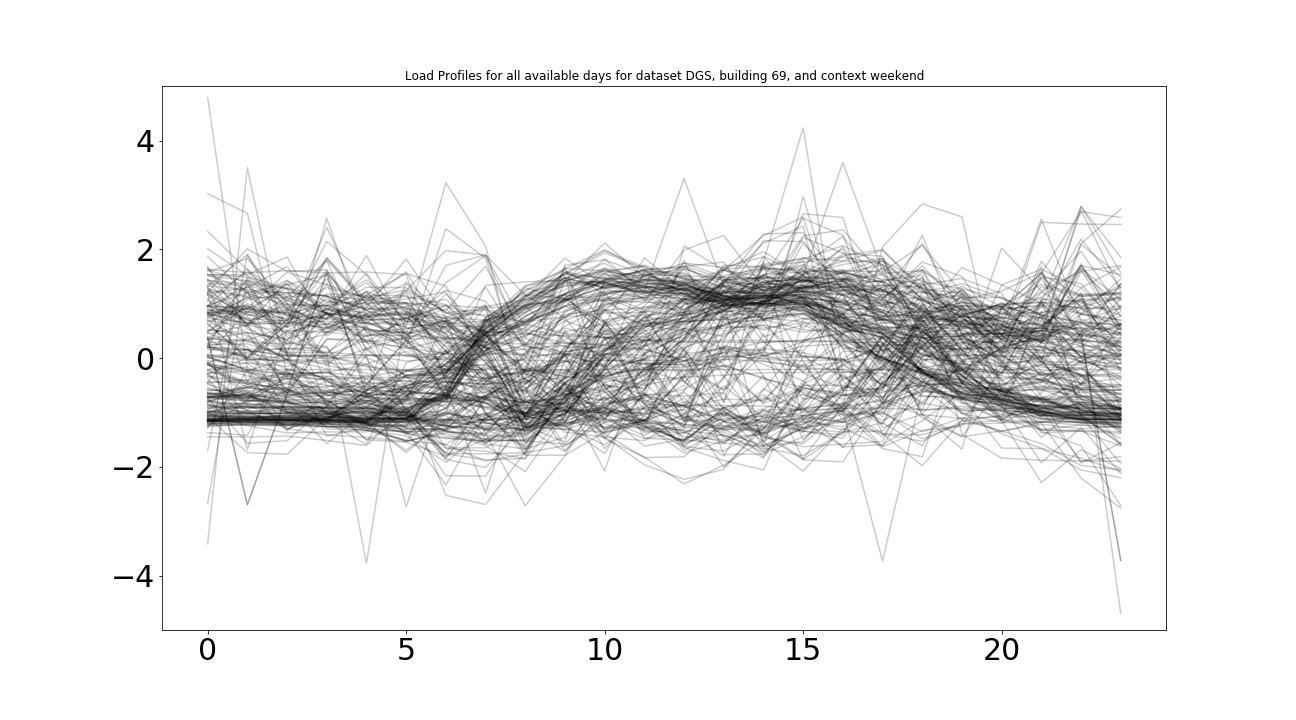 Load Profiles for all available days for dataset DGS, building 69, and context weekend
4
2
0
−2
−4
0 5 10 15 20